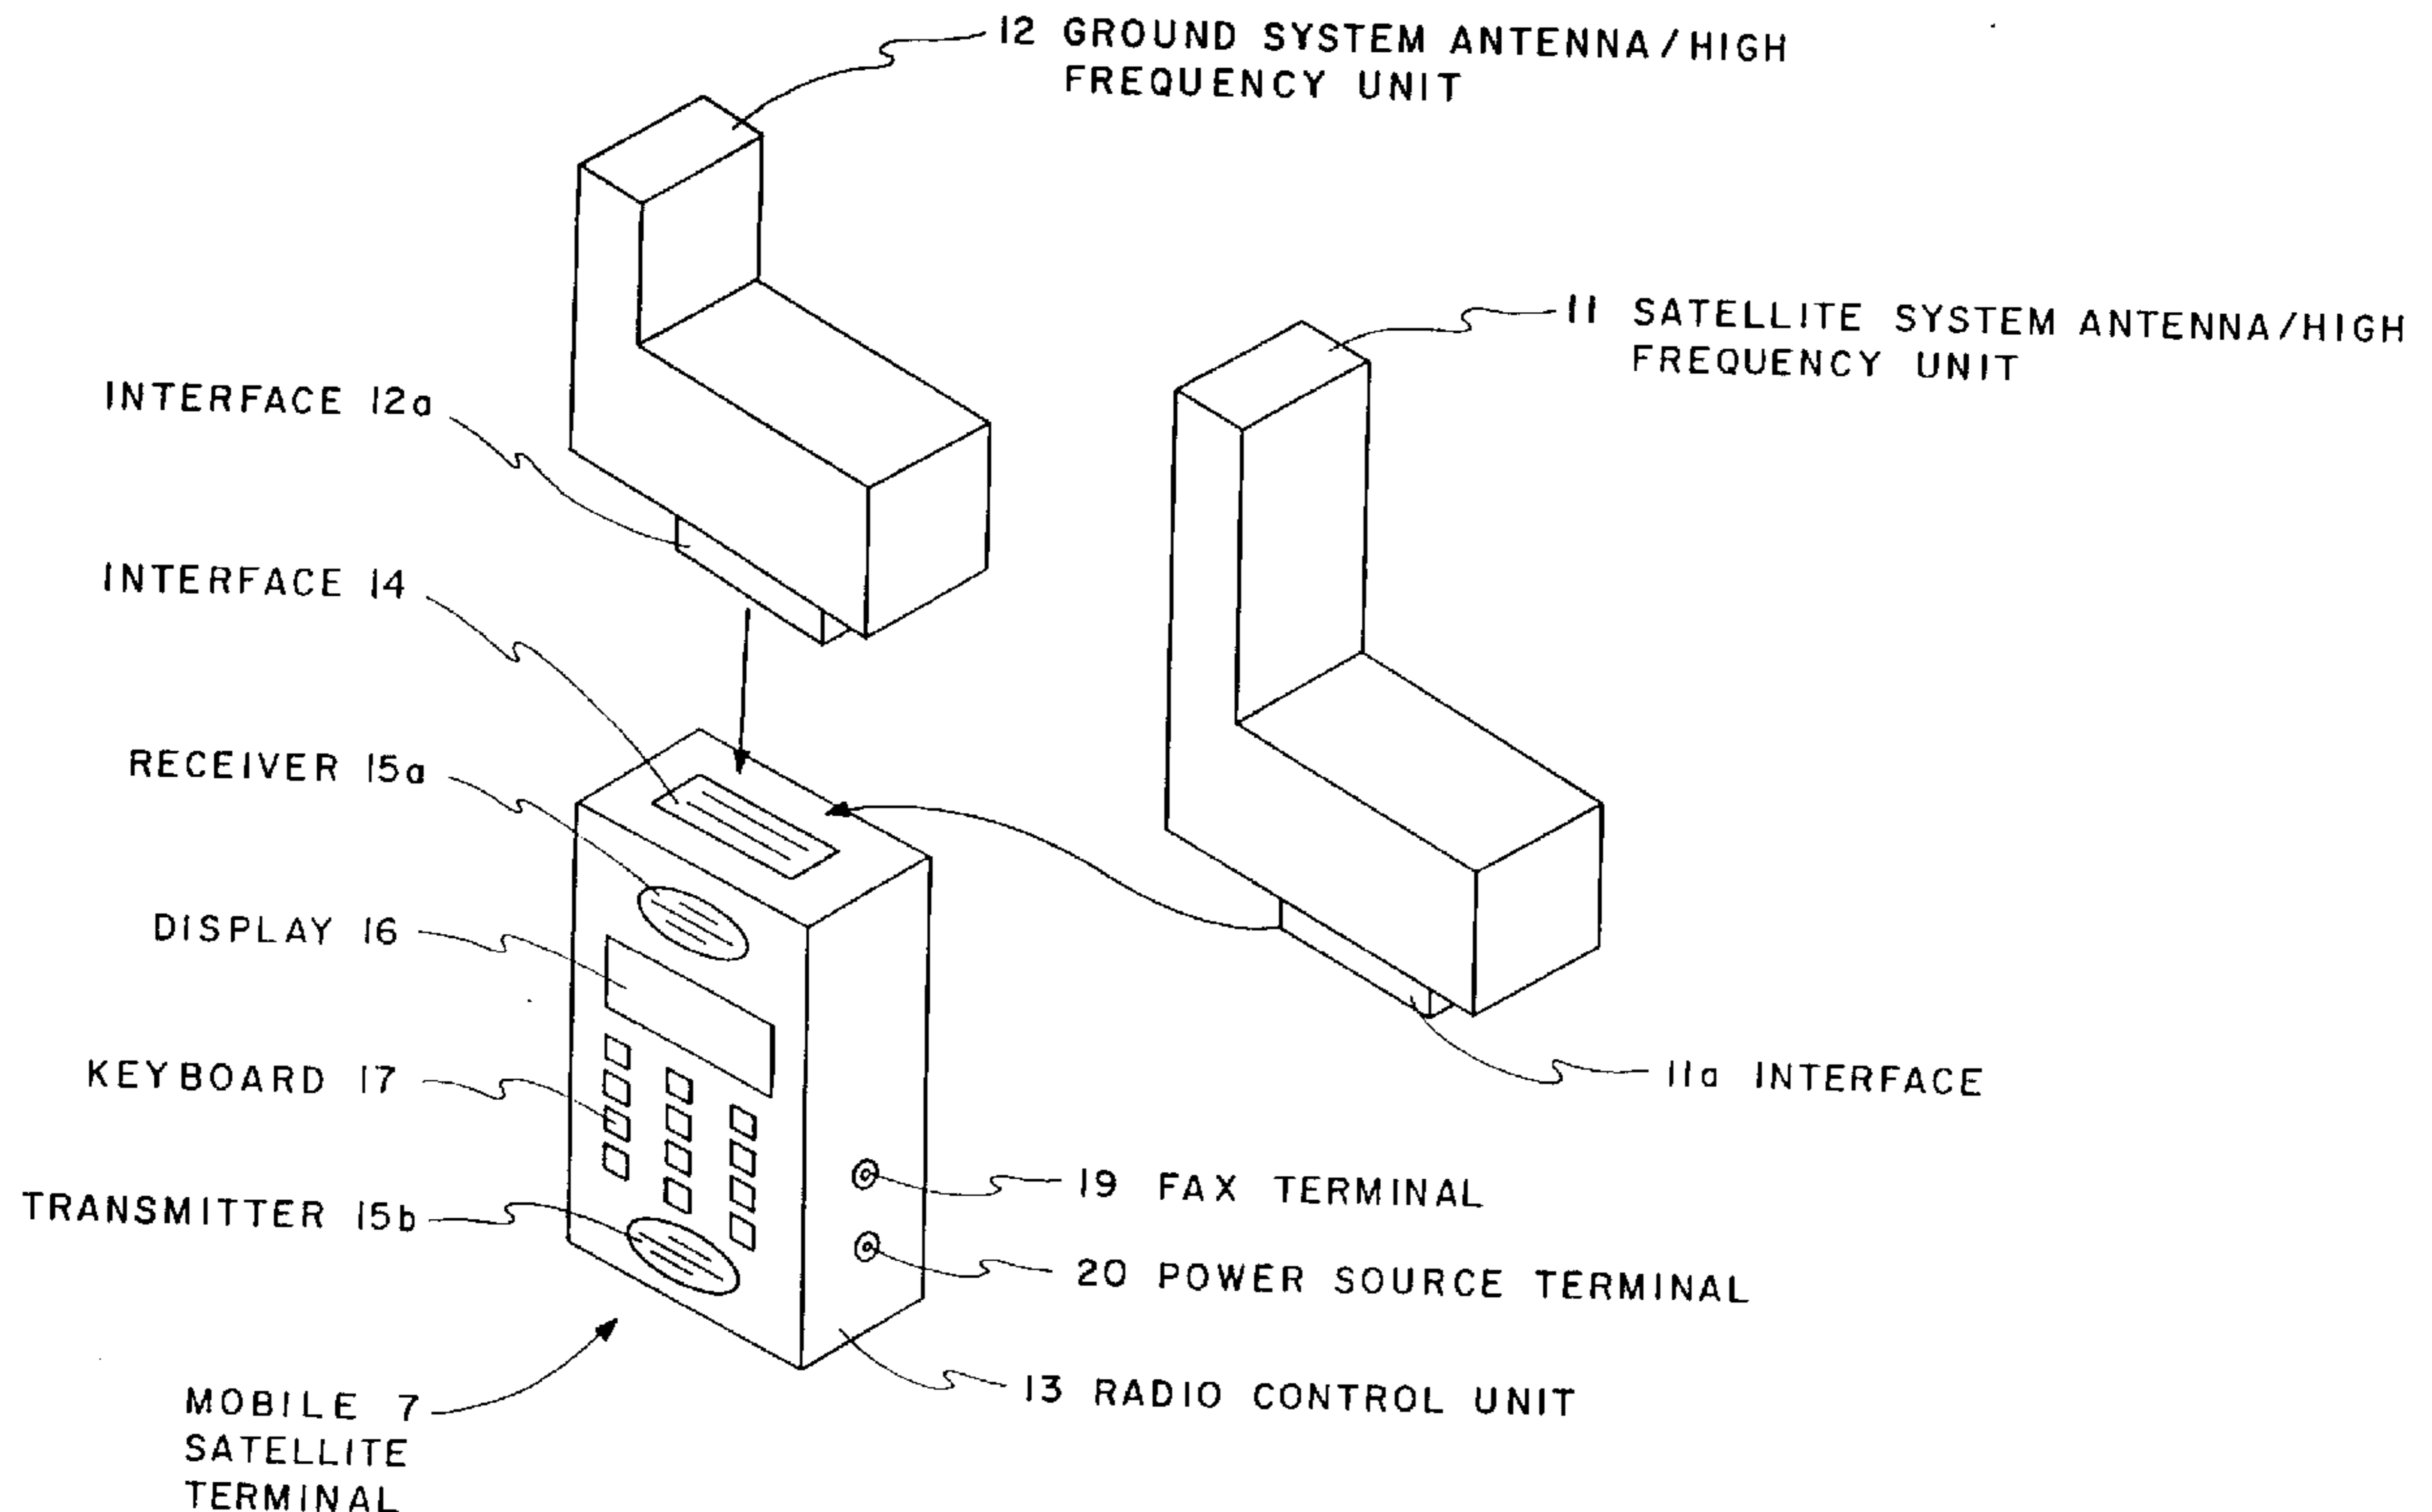 12 GROUND SYSTEM ANTENNA/HIGH
FREQUENCY UNIT
11 SATELLITE SYSTEM ANTENNA/HIGH
FREQUENCY UNIT
INTERFACE 12a
INTERFACE 14
RECEIVER 15a
DISPLAY 16
KEYBOARD 17
11a INTERFACE
TRANSMITTER 15b
19 FAX TERMINAL
20 POWER SOURCE TERMINAL
13 RADIO CONTROL UNIT
MOBILE 7
SATELLITE
TERMINAL